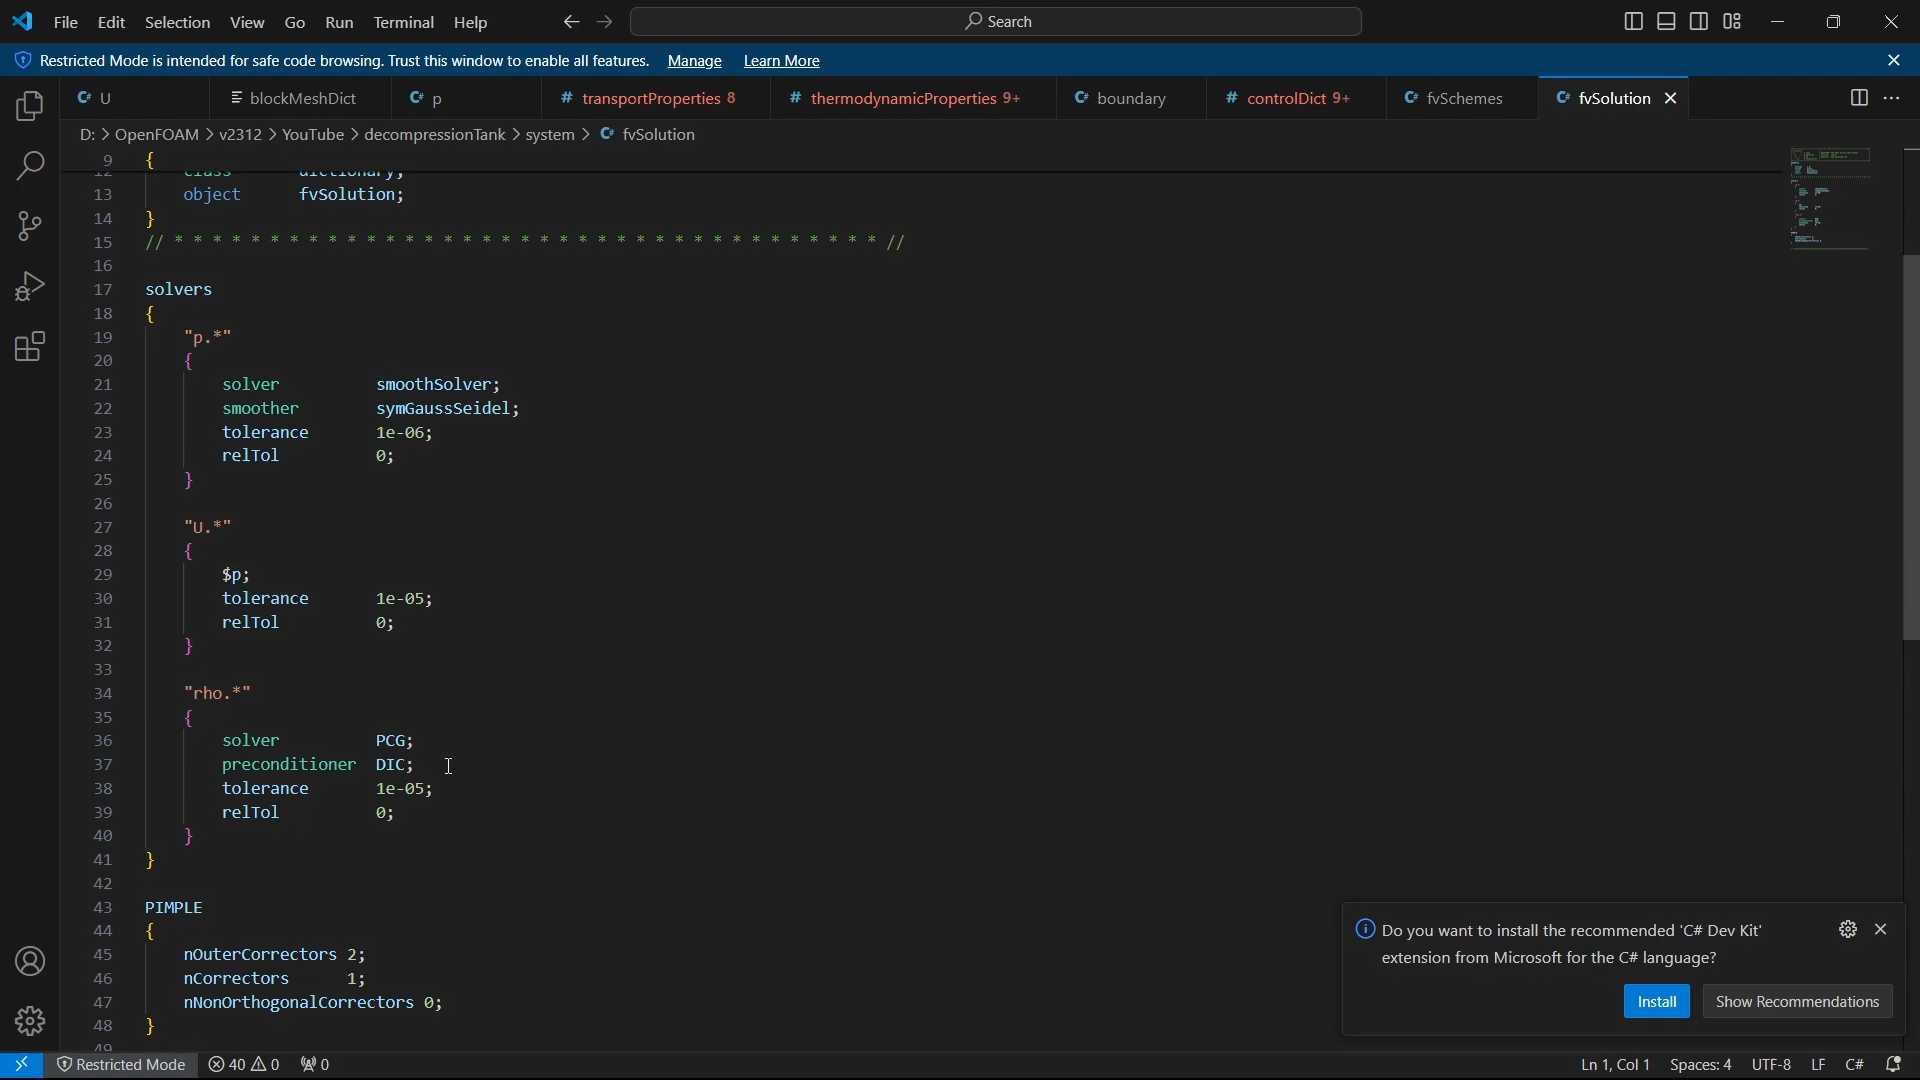 File Edit Selection View Go Run Terminal Help
Search
Restricted Mode is intended for safe code browsing. Trust this window to enable all features. Manage Learn More
U
blockMeshDict
p
transportProperties 8
thermodynamicProperties 9+
boundary
controlDict 9+
fvSchemes
fvSolution
D: > OpenFOAM > v2312 > YouTube > decompressionTank > system > fvSolution
9 {
12 class dictionary;
13 object fvSolution;
14 }
15 // * * * * * * * * * * * * * * * * * * * * * * * * * * * * * * * * * * * * * //
16
17 solvers
18 {
19 "p.*"
20 {
21 solver smoothSolver;
22 smoother symGaussSeidel;
23 tolerance 1e-06;
24 relTol 0;
25 }
26
27 "U.*"
28 {
29 $p;
30 tolerance 1e-05;
31 relTol 0;
32 }
33
34 "rho.*"
35 {
36 solver PCG;
37 preconditioner DIC;
38 tolerance 1e-05;
39 relTol 0;
40 }
41 }
42
43 PIMPLE
44 {
45 nOuterCorrectors 2;
46 nCorrectors 1;
47 nNonOrthogonalCorrectors 0;
48 }
49
Do you want to install the recommended 'C# Dev Kit'
extension from Microsoft for the C# language?
Install
Show Recommendations
Restricted Mode 40 0 0
Ln 1, Col 1 Spaces: 4 UTF-8 LF C#